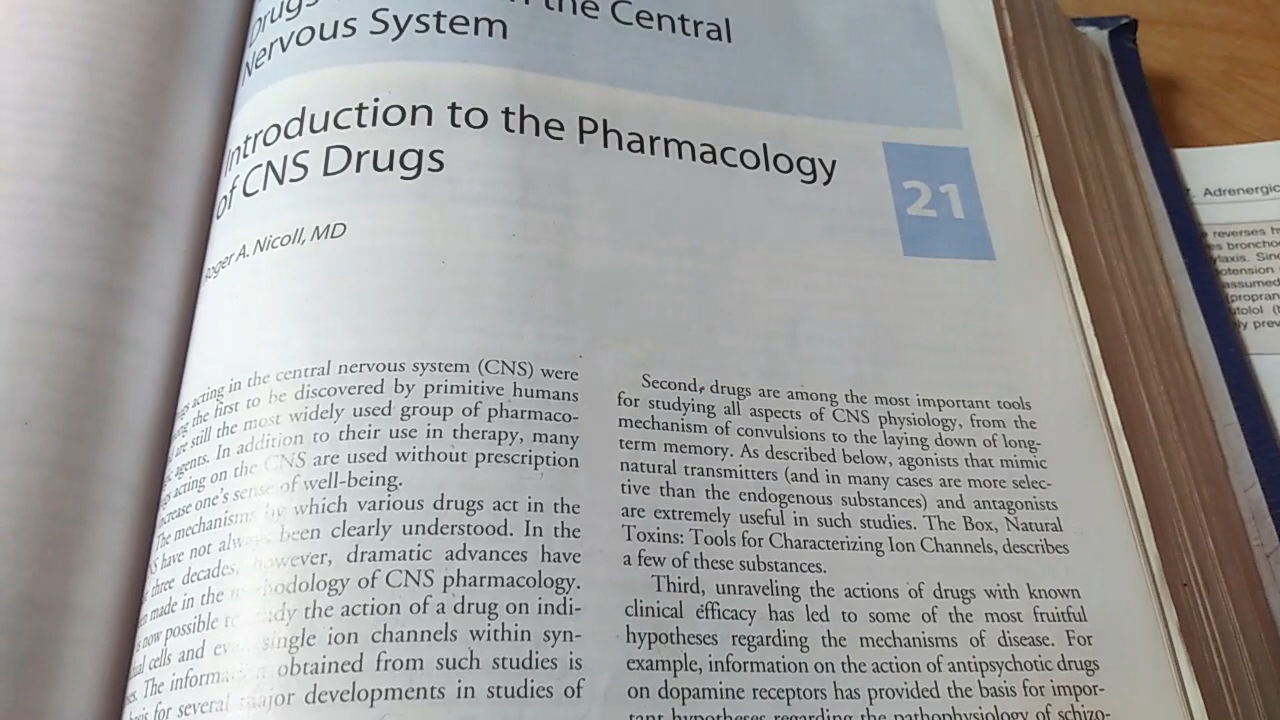 Drugs the Central
Nervous System
Introduction to the Pharmacology
of CNS Drugs
21
Roger A. Nicoll, MD
acting in the central nervous system (CNS) were
the first to be discovered by primitive humans
are still the most widely used group of pharmaco-
agents. In addition to their use in therapy, many
acting on the CNS are used without prescription
one's sense of well-being.
The mechanisms by which various drugs act in the
have not always been clearly understood. In the
three decades, however, dramatic advances have
made in the methodology of CNS pharmacology.
now possible to study the action of a drug on indi-
cells and even single ion channels within syn-
The information obtained from such studies is
for several major developments in studies of
Second, drugs are among the most important tools
for studying all aspects of CNS physiology, from the
mechanism of convulsions to the laying down of long-
term memory. As described below, agonists that mimic
natural transmitters (and in many cases are more selec-
tive than the endogenous substances) and antagonists
are extremely useful in such studies. The Box, Natural
Toxins: Tools for Characterizing Ion Channels, describes
a few of these substances.
Third, unraveling the actions of drugs with known
clinical efficacy has led to some of the most fruitful
hypotheses regarding the mechanisms of disease. For
example, information on the action of antipsychotic drugs
on dopamine receptors has provided the basis for impor-
tant hypotheses regarding the pathophysiology of schizo-
Adrenergic
reverses
broncho
Sin
otension
assumed
(propran
prev